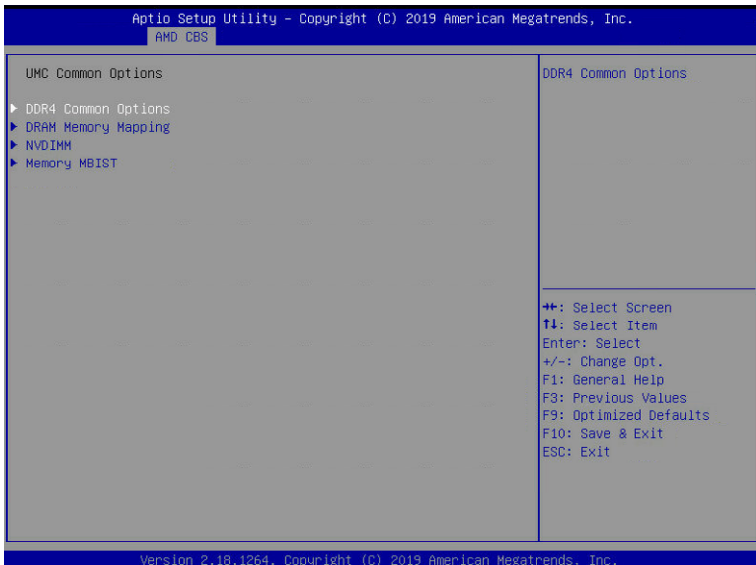 Aptio Setup Utility - Copyright (C) 2019 American Megatrends, Inc.
AMD CBS
UMC Common Options
DDR4 Common Options
DRAM Memory Mapping
NVDIMM
Memory MBIST
DDR4 Common Options
→←: Select Screen
↑↓: Select Item
Enter: Select
+/-: Change Opt.
F1: General Help
F3: Previous Values
F9: Optimized Defaults
F10: Save & Exit
ESC: Exit
Version 2.18.1264. Copyright (C) 2019 American Megatrends, Inc.